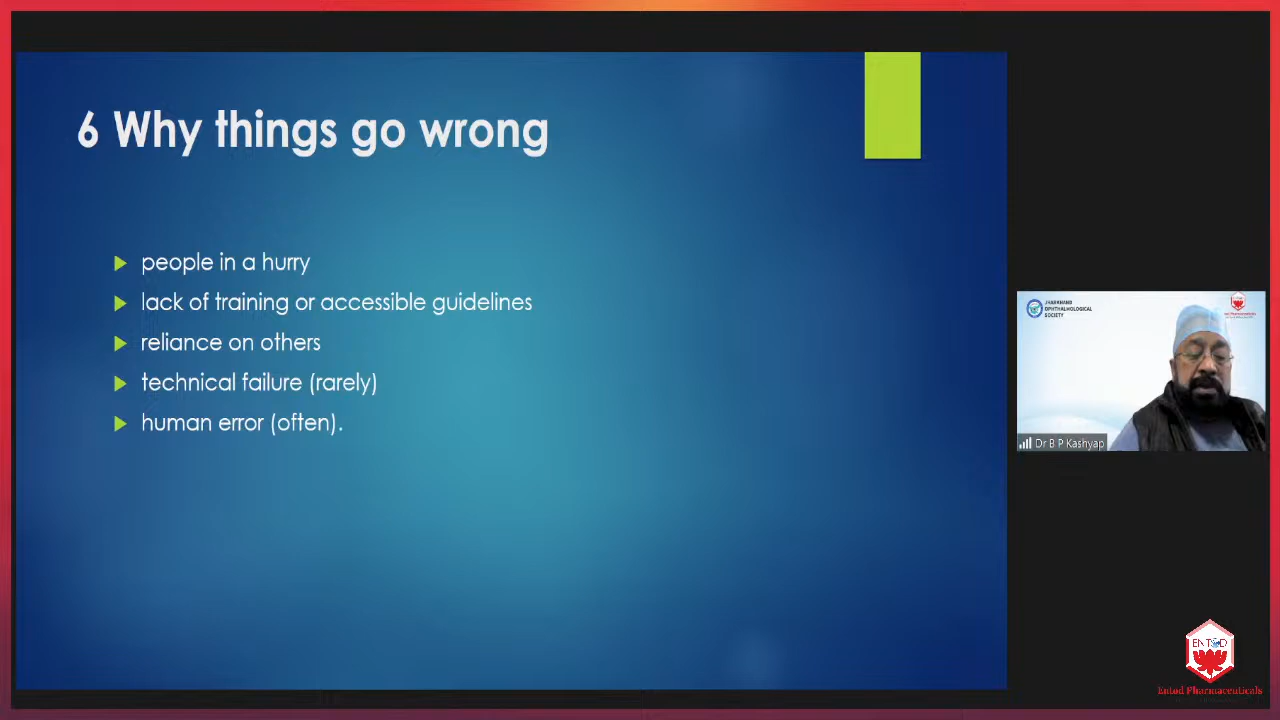 6 Why things go wrong
people in a hurry
lack of training or accessible guidelines
reliance on others
technical failure (rarely)
human error (often).
JHARKHAND
OPHTHALMOLOGICAL
SOCIETY
Dr B P Kashyap
ENTOD
Entod Pharmaceuticals